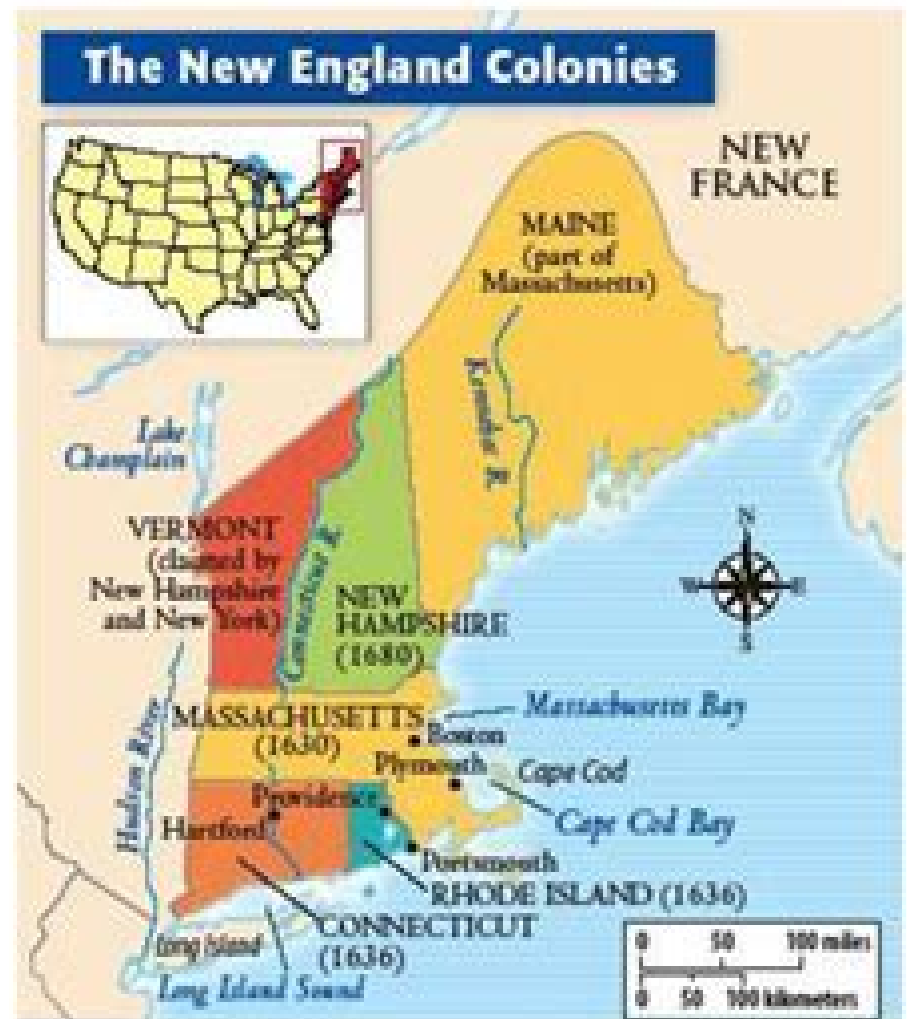 The New England Colonies
NEW
FRANCE
MAINE
(part of
Massachusetts)
Kennebec R.
Lake
Champlain
VERMONT
(claimed by
New Hampshire
and New York)
Connecticut R.
NEW
HAMPSHIRE
(1680)
N
W
E
S
Hudson River
MASSACHUSETTS
(1630)
Massachusetts Bay
Boston
Plymouth
Cape Cod
Cape Cod Bay
Providence
Hartford
Portsmouth
RHODE ISLAND (1636)
CONNECTICUT
(1636)
Long Island
Long Island Sound
0 50 100 miles
0 50 100 kilometers